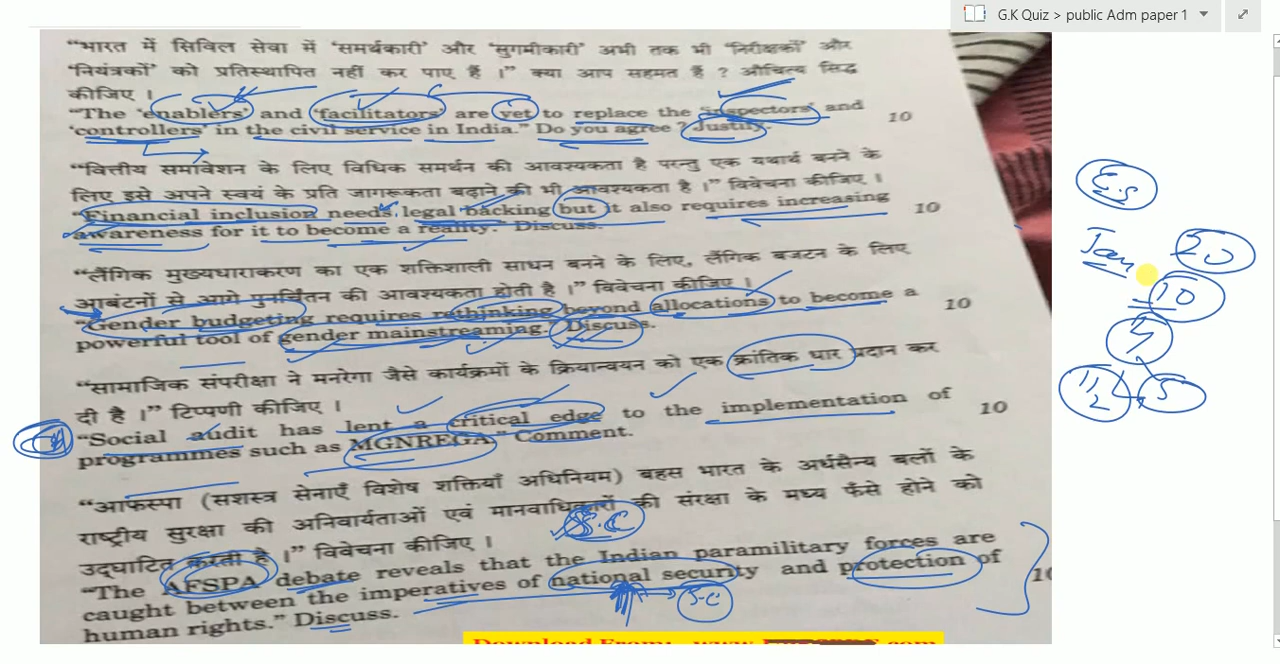 G.K Quiz > public Adm paper 1
“भारत में सिविल सेवा में ‘समर्थकारी’ और ‘सुगमीकारी’ अभी तक भी ‘निरीक्षकों’ और
‘नियंत्रकों’ को प्रतिस्थापित नहीं कर पाए हैं ।” क्या आप सहमत हैं ? औचित्य सिद्ध
कीजिए ।
“The ‘enablers’ and ‘facilitators’ are yet to replace the ‘inspectors’ and
‘controllers’ in the civil service in India.” Do you agree ? Justify. 10
“वित्तीय समावेशन के लिए विधिक समर्थन की आवश्यकता है परन्तु एक यथार्थ बनने के
लिए इसे अपने स्वयं के प्रति जागरूकता बढ़ाने की भी आवश्यकता है ।” विवेचना कीजिए ।
“Financial inclusion needs legal backing but it also requires increasing
awareness for it to become a reality.” Discuss. 10
“लैंगिक मुख्यधाराकरण का एक शक्तिशाली साधन बनने के लिए, लैंगिक बजटन के लिए
आबंटनों से आगे पुनर्चिंतन की आवश्यकता होती है ।” विवेचना कीजिए ।
“Gender budgeting requires rethinking beyond allocations to become a
powerful tool of gender mainstreaming.” Discuss. 10
“सामाजिक संपरीक्षा ने मनरेगा जैसे कार्यक्रमों के क्रियान्वयन को एक क्रांतिक धार प्रदान कर
दी है ।” टिप्पणी कीजिए ।
“Social audit has lent a critical edge to the implementation of
programmes such as MGNREGA.” Comment. 10
“आफस्पा (सशस्त्र सेनाएँ विशेष शक्तियाँ अधिनियम) बहस भारत के अर्धसैन्य बलों के
राष्ट्रीय सुरक्षा की अनिवार्यताओं एवं मानवाधिकारों की संरक्षा के मध्य फँसे होने को
उद्घाटित करती है ।” विवेचना कीजिए ।
“The AFSPA debate reveals that the Indian paramilitary forces are
caught between the imperatives of national security and protection of
human rights.” Discuss. 10
S.C
S.C
E.S
Jan 20
10
5
1/2 5
Download From: www